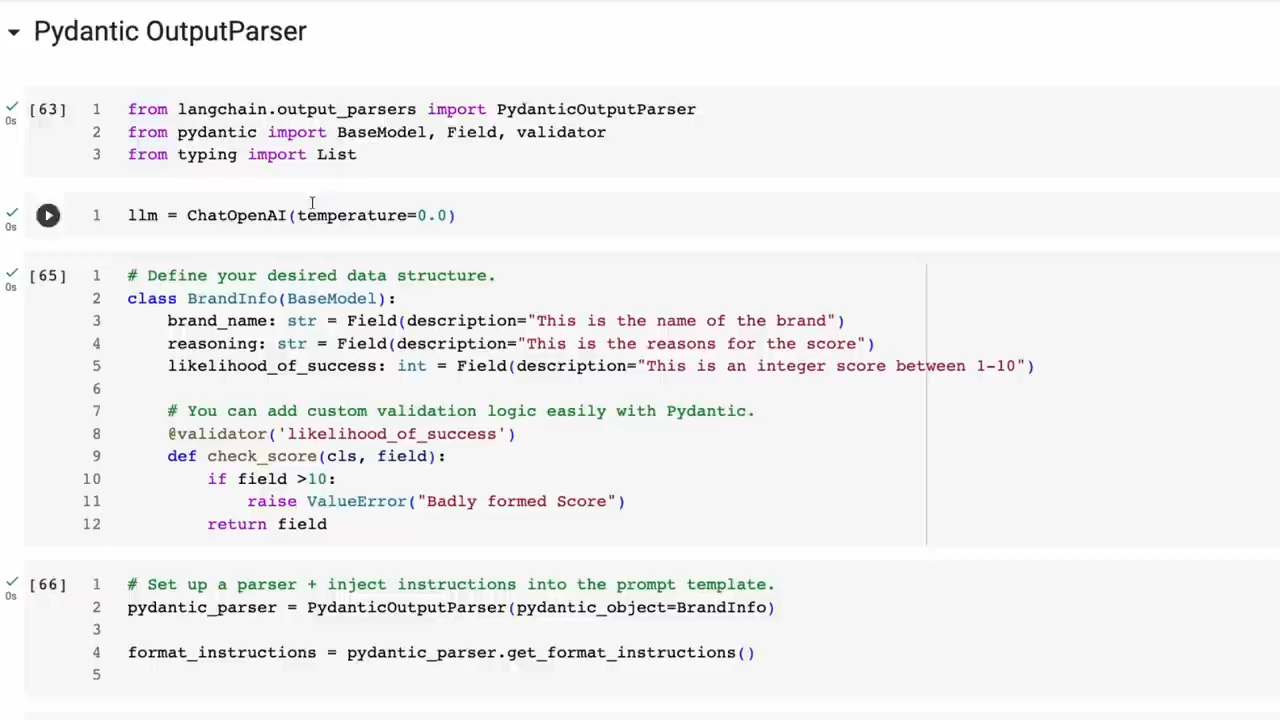 Pydantic OutputParser
[63] 1 from langchain.output_parsers import PydanticOutputParser
0s 2 from pydantic import BaseModel, Field, validator
3 from typing import List
1 llm = ChatOpenAI(temperature=0.0)
0s
[65] 1 # Define your desired data structure.
0s 2 class BrandInfo(BaseModel):
3     brand_name: str = Field(description="This is the name of the brand")
4     reasoning: str = Field(description="This is the reasons for the score")
5     likelihood_of_success: int = Field(description="This is an integer score between 1-10")
6
7     # You can add custom validation logic easily with Pydantic.
8     @validator('likelihood_of_success')
9     def check_score(cls, field):
10         if field >10:
11             raise ValueError("Badly formed Score")
12         return field
[66] 1 # Set up a parser + inject instructions into the prompt template.
0s 2 pydantic_parser = PydanticOutputParser(pydantic_object=BrandInfo)
3
4 format_instructions = pydantic_parser.get_format_instructions()
5